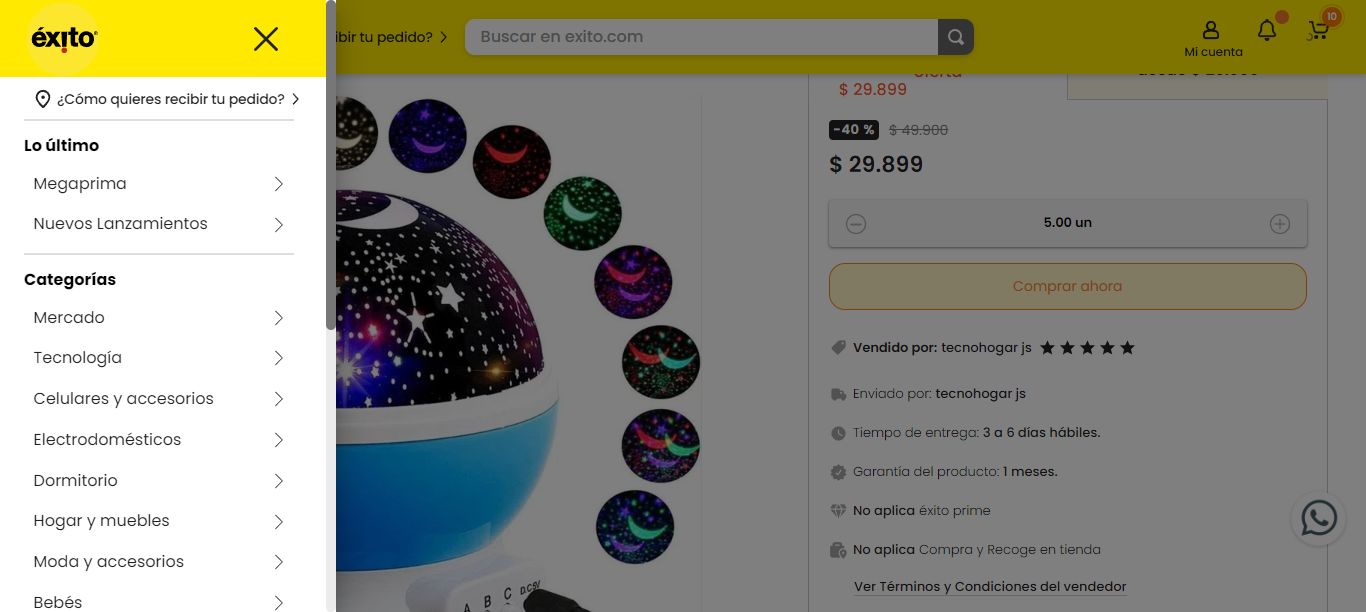 éxito
¿Cómo quieres recibir tu pedido?
Lo último
Megaprima
Nuevos Lanzamientos
Categorías
Mercado
Tecnología
Celulares y accesorios
Electrodomésticos
Dormitorio
Hogar y muebles
Moda y accesorios
Bebés
ibir tu pedido?
Buscar en exito.com
Mi cuenta
10
$ 29.899
-40 % $ 49.900
$ 29.899
5.00 un
Comprar ahora
Vendido por: tecnohogar js
Enviado por: tecnohogar js
Tiempo de entrega: 3 a 6 días hábiles.
Garantía del producto: 1 meses.
No aplica éxito prime
No aplica Compra y Recoge en tienda
Ver Términos y Condiciones del vendedor
A B C DC5V